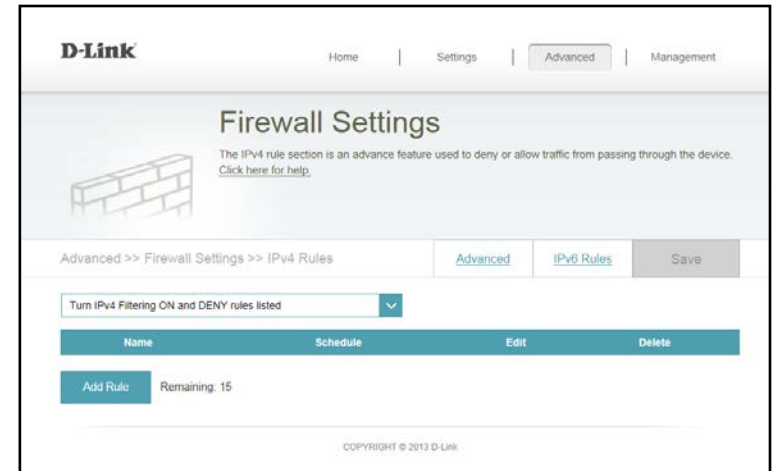 D-Link
Home | Settings | Advanced | Management
Firewall Settings
The IPv4 rule section is an advance feature used to deny or allow traffic from passing through the device.
Click here for help.
Advanced >> Firewall Settings >> IPv4 Rules
Advanced
IPv6 Rules
Save
Turn IPv4 Filtering ON and DENY rules listed
Name Schedule Edit Delete
Add Rule Remaining: 15
COPYRIGHT © 2013 D-Link